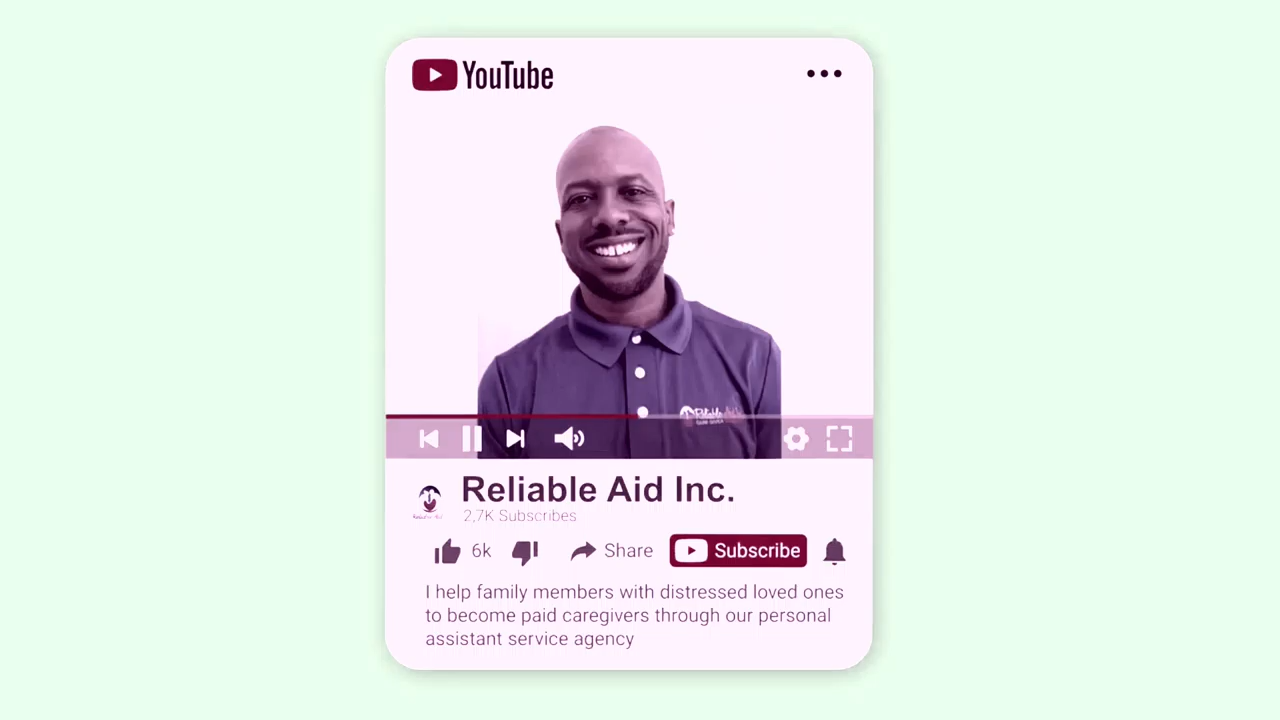 YouTube
Reliable Aid Inc.
2,7K Subscribes
6k
Share
Subscribe
I help family members with distressed loved ones
to become paid caregivers through our personal
assistant service agency